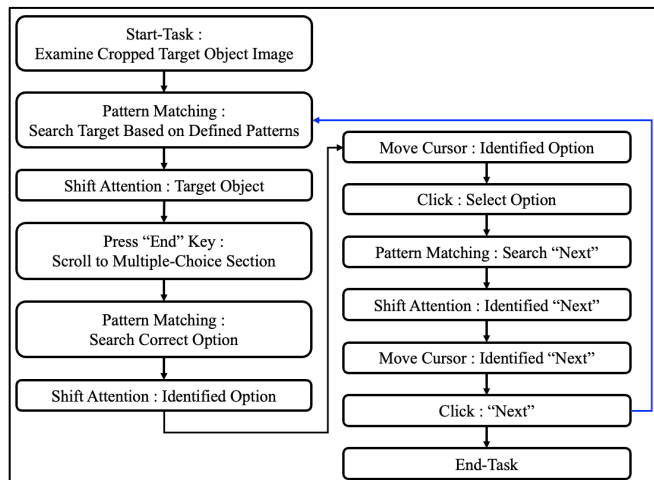 Start-Task :
Examine Cropped Target Object Image
Pattern Matching :
Search Target Based on Defined Patterns
Shift Attention : Target Object
Press “End” Key :
Scroll to Multiple-Choice Section
Pattern Matching :
Search Correct Option
Shift Attention : Identified Option
Move Cursor : Identified Option
Click : Select Option
Pattern Matching : Search “Next”
Shift Attention : Identified “Next”
Move Cursor : Identified “Next”
Click : “Next”
End-Task